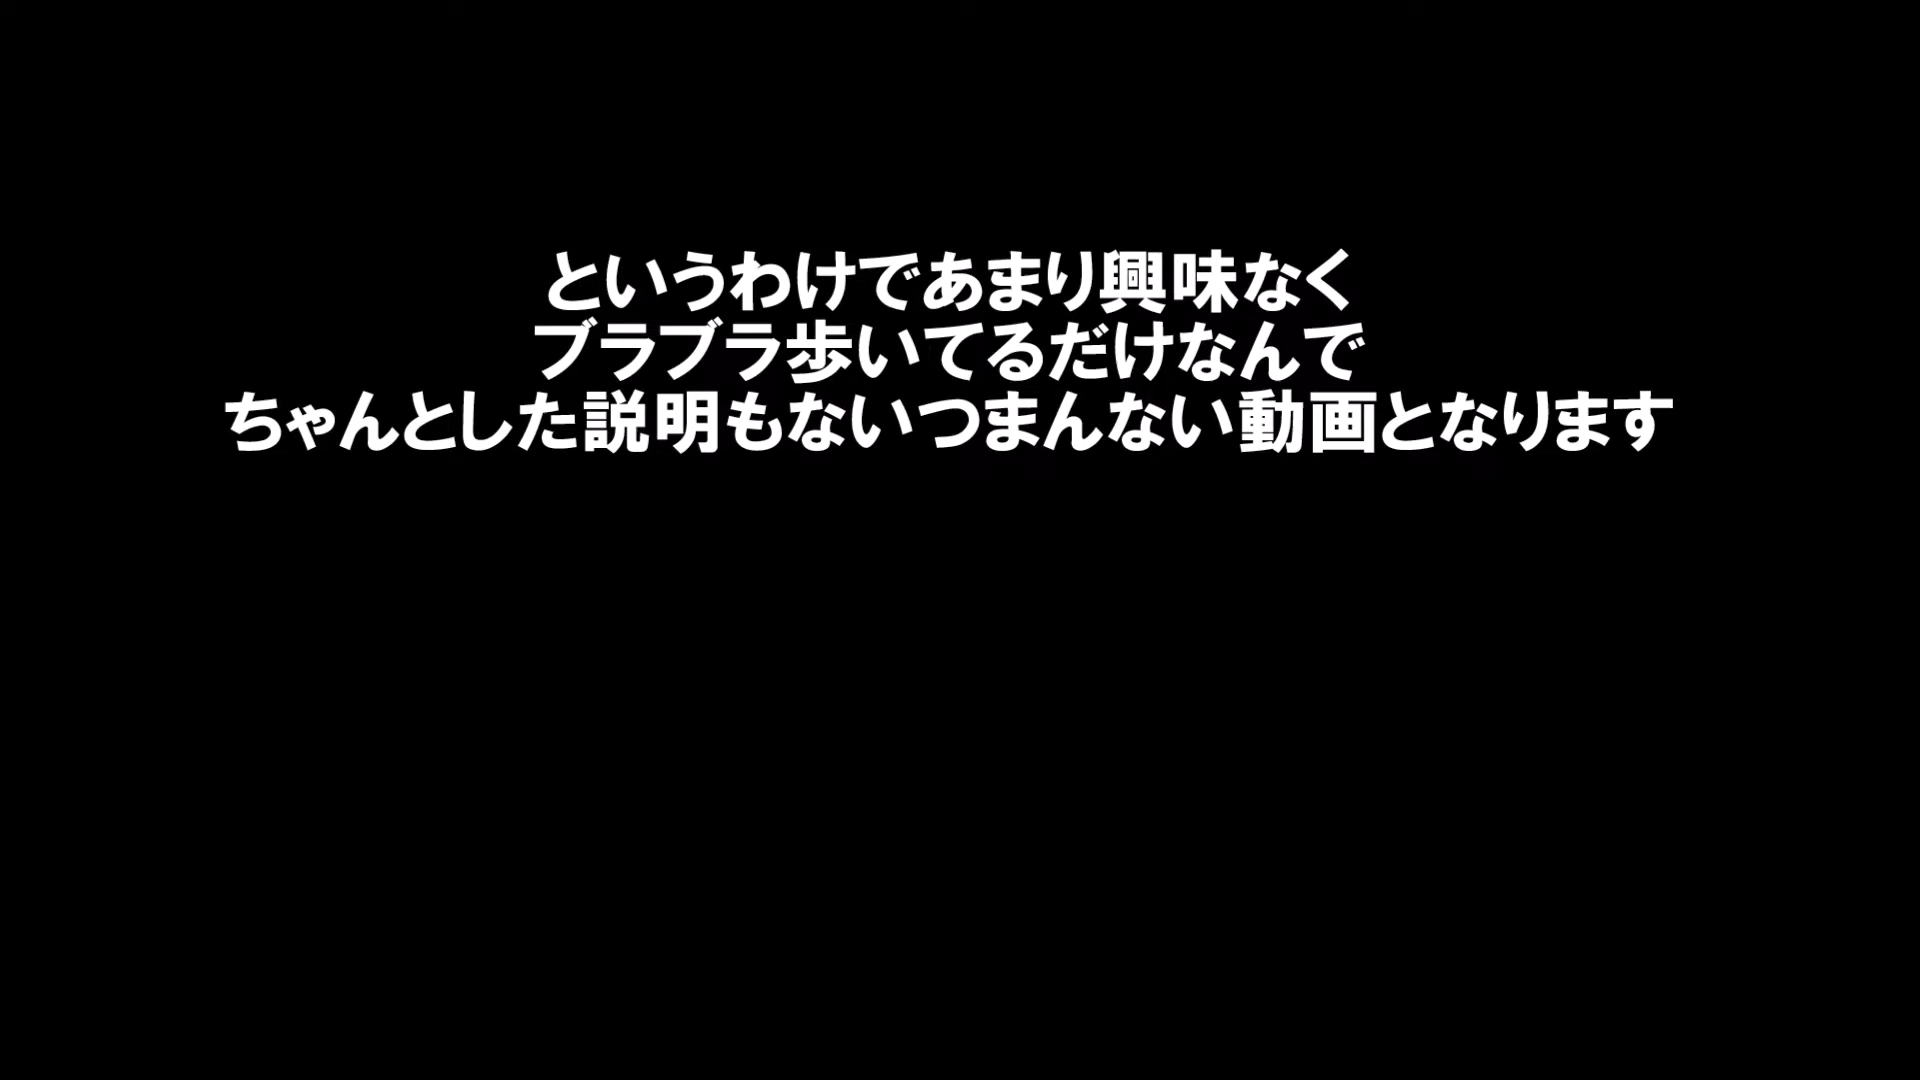 というわけであまり興味なく
ブラブラ歩いてるだけなんで
ちゃんとした説明もないつまんない動画となります